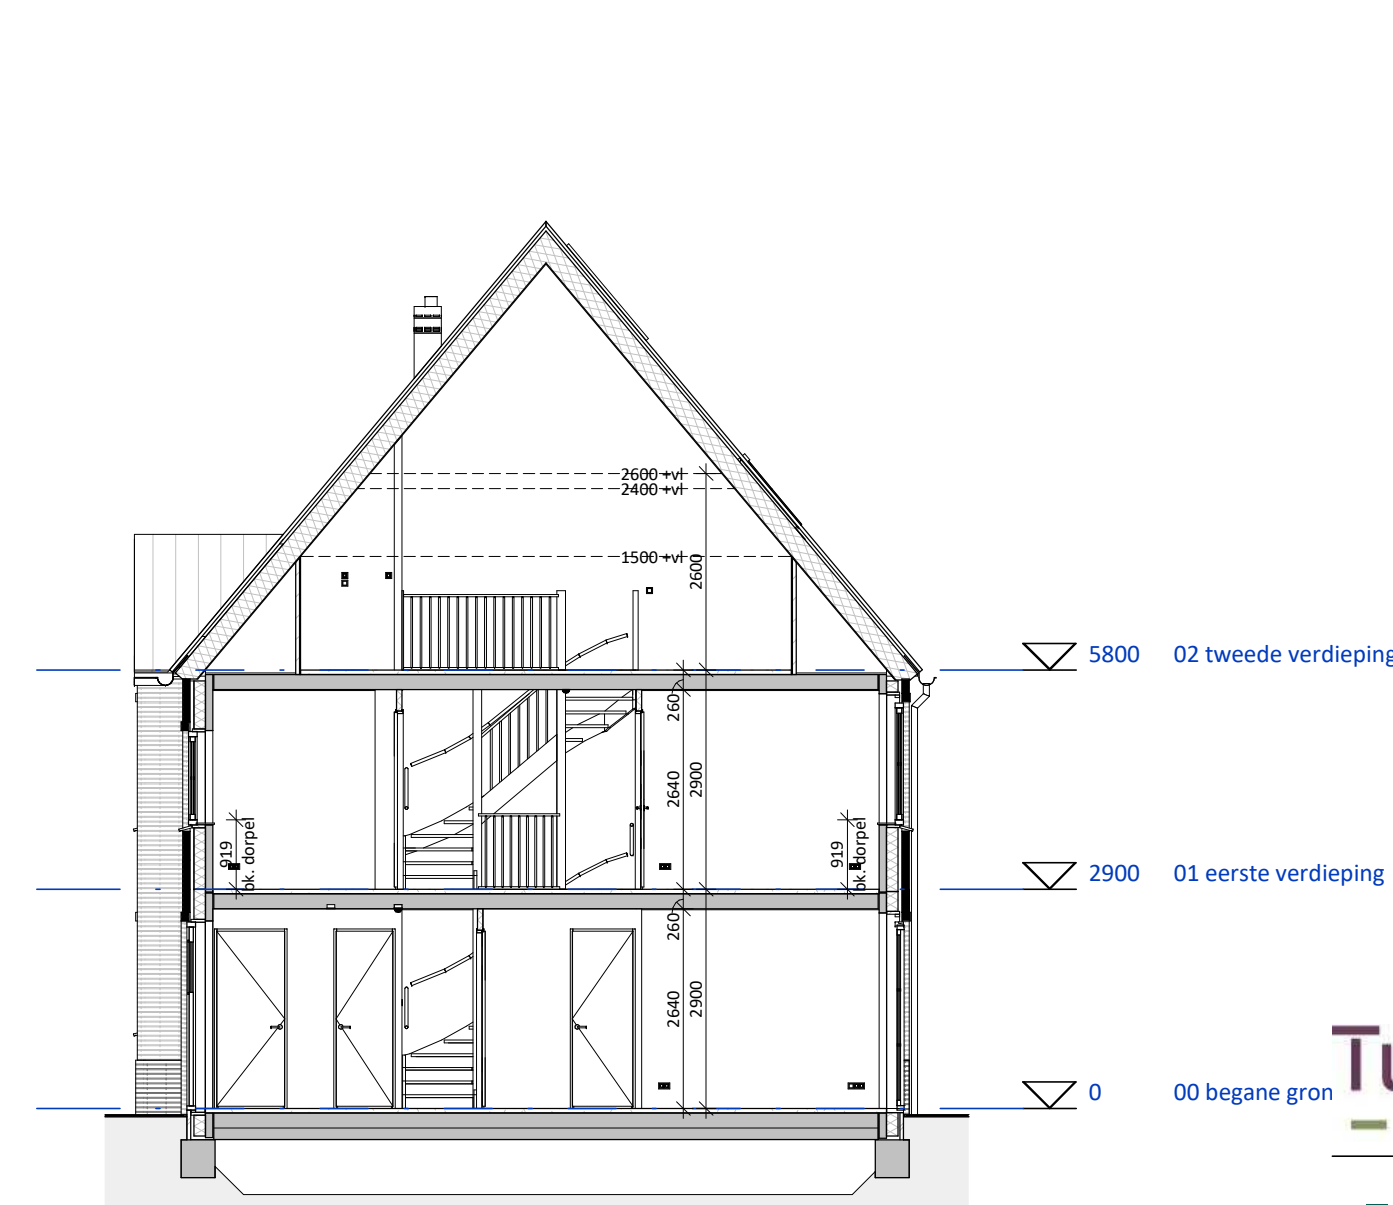 2600 +vl
2400 +vl
1500 +vl
2600
5800 02 tweede verdieping
260
2640
2900
919
bk. dorpel
919
bk. dorpel
2900 01 eerste verdieping
260
2640
2900
0 00 begane gron
Tu